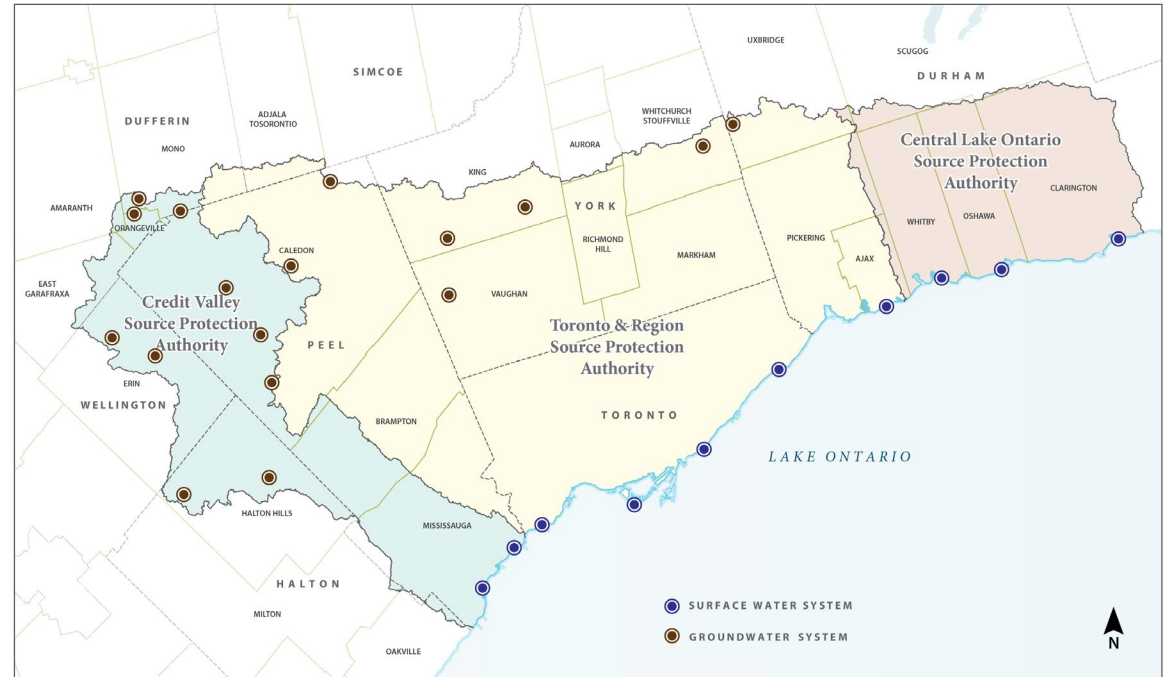 UXBRIDGE
SCUGOG
SIMCOE
DURHAM
ADJALA
TOSORONTIO
WHITCHURCH
STOUFFVILLE
DUFFERIN
MONO
AURORA
KING
Central Lake Ontario
Source Protection
Authority
CLARINGTON
AMARANTH
YORK
OSHAWA
WHITBY
ORANGEVILLE
RICHMOND
HILL
PICKERING
CALEDON
MARKHAM
AJAX
EAST
GARAFRAXA
VAUGHAN
Credit Valley
Source Protection
Authority
Toronto & Region
Source Protection
Authority
PEEL
ERIN
WELLINGTON
BRAMPTON
TORONTO
LAKE ONTARIO
HALTON HILLS
MISSISSAUGA
HALTON
MILTON
OAKVILLE
SURFACE WATER SYSTEM
GROUNDWATER SYSTEM
N